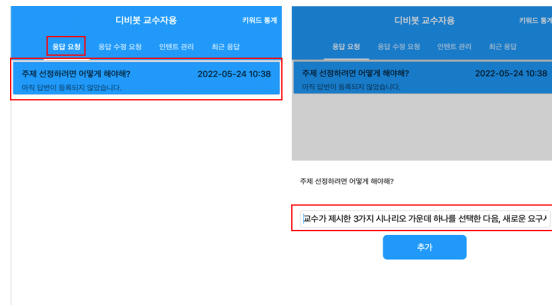 디비봇 교수자용
키워드 통계
응답 요청 응답 수정 요청 인텐트 관리 최근 응답
주제 선정하려면 어떻게 해야해? 2022-05-24 10:38
아직 답변이 등록되지 않았습니다.
디비봇 교수자용
키워드 통계
응답 요청 응답 수정 요청 인텐트 관리 최근 응답
주제 선정하려면 어떻게 해야해? 2022-05-24 10:38
아직 답변이 등록되지 않았습니다.
주제 선정하려면 어떻게 해야해?
교수가 제시한 3가지 시나리오 가운데 하나를 선택한 다음, 새로운 요구
추가